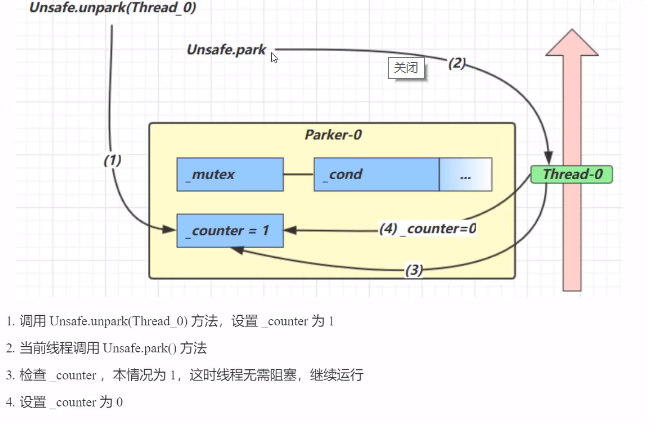 Unsafe.unpark(Thread_0)
Unsafe.park
关闭
(2)
Parker-0
(1)
_mutex
_cond
...
Thread-0
_counter = 1
(4) _counter=0
(3)
1. 调用 Unsafe.unpark(Thread_0) 方法，设置 _counter 为 1
2. 当前线程调用 Unsafe.park() 方法
3. 检查 _counter ，本情况为 1，这时线程无需阻塞，继续运行
4. 设置 _counter 为 0